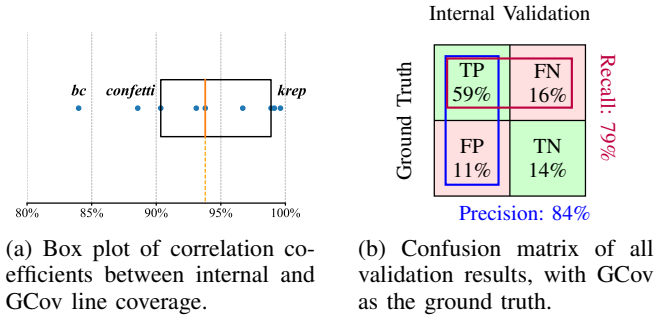 Internal Validation
bc
confetti
krep
80%
85%
90%
95%
100%
Ground Truth
TP
59%
FN
16%
FP
11%
TN
14%
Recall: 79%
Precision: 84%
(a) Box plot of correlation co-
efficients between internal and
GCov line coverage.
(b) Confusion matrix of all
validation results, with GCov
as the ground truth.